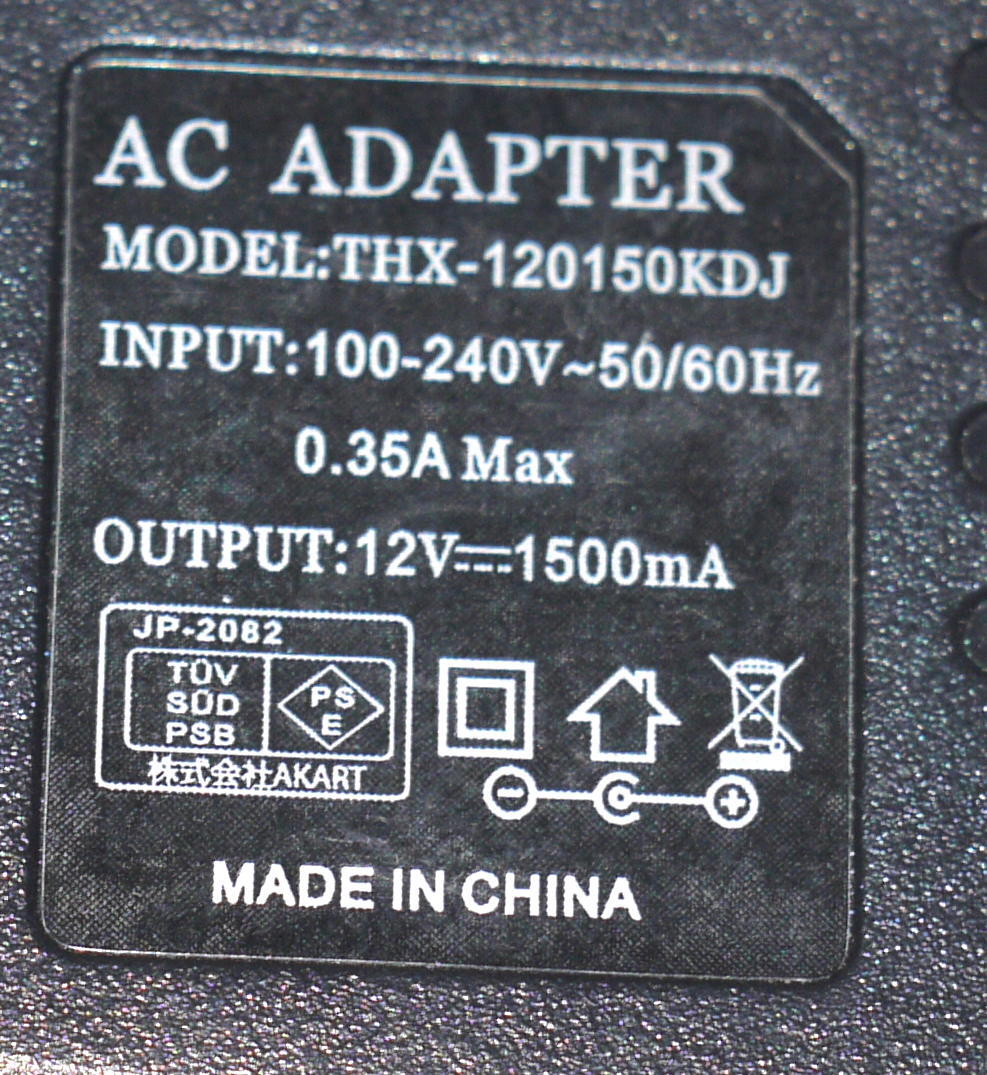 AC ADAPTER
MODEL:THX-120150KDJ
INPUT:100-240V~50/60Hz
0.35A Max
OUTPUT:12V⎓1500mA
JP-2082
TÜV
SÜD
PSB
PS
E
株式会社AKART
MADE IN CHINA